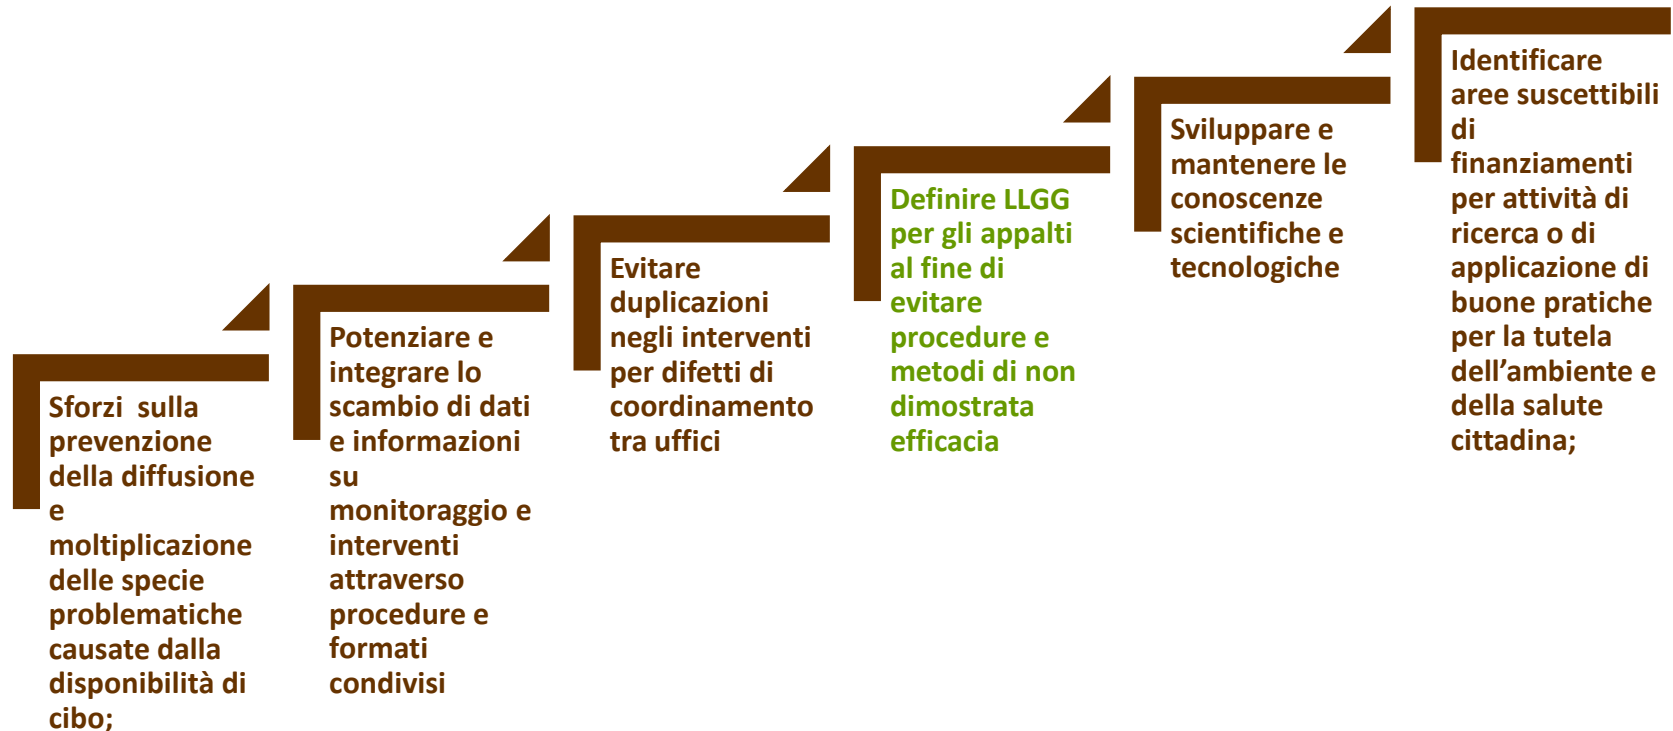 Sforzi  sulla
prevenzione
della diffusione
e
moltiplicazione
delle specie
problematiche
causate dalla
disponibilità di
cibo;
Potenziare e
integrare lo
scambio di dati
e informazioni
su
monitoraggio e
interventi
attraverso
procedure e
formati
condivisi
Evitare
duplicazioni
negli interventi
per difetti di
coordinamento
tra uffici
Definire LLGG
per gli appalti
al fine di
evitare
procedure e
metodi di non
dimostrata
efficacia
Sviluppare e
mantenere le
conoscenze
scientifiche e
tecnologiche
Identificare
aree suscettibili
di
finanziamenti
per attività di
ricerca o di
applicazione di
buone pratiche
per la tutela
dell’ambiente e
della salute
cittadina;